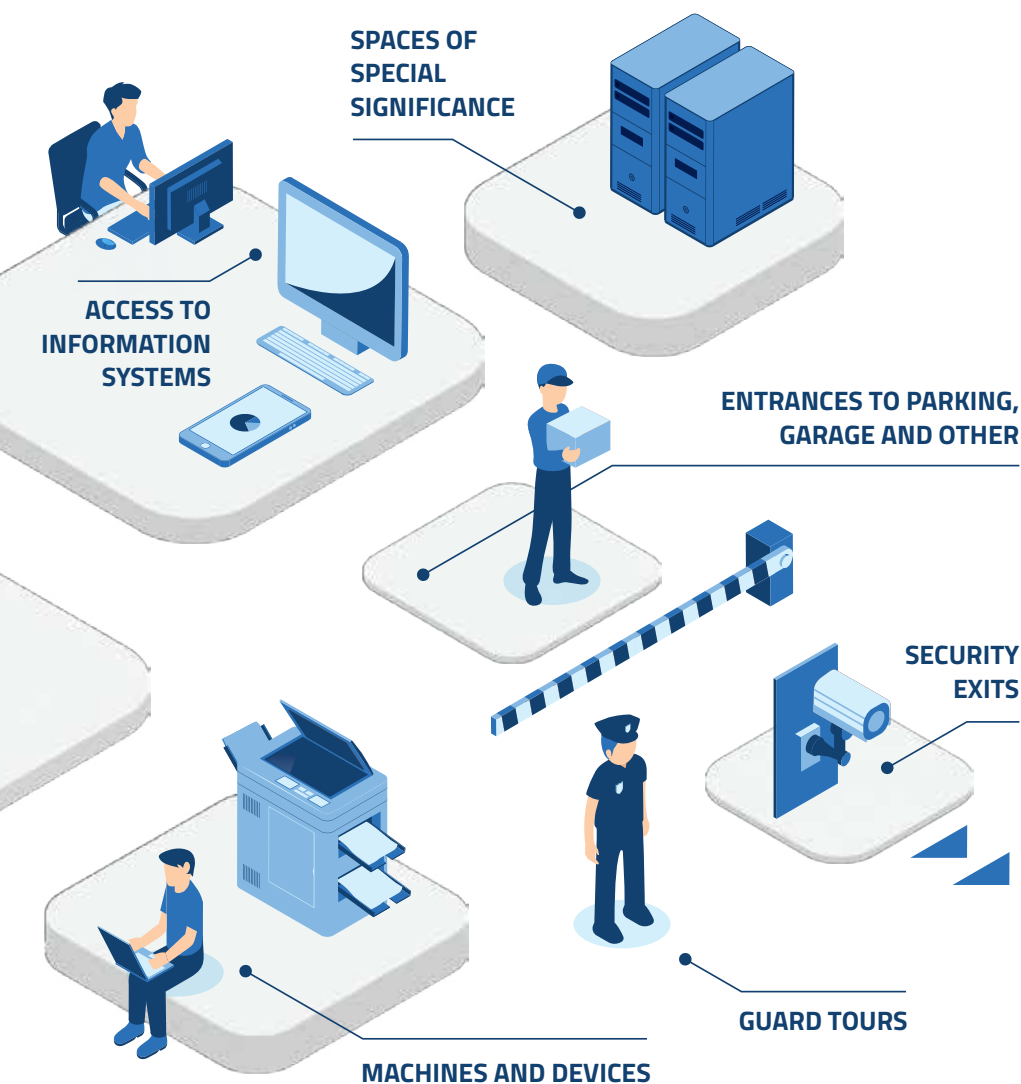 SPACES OF
SPECIAL
SIGNIFICANCE
ACCESS TO
INFORMATION
SYSTEMS
ENTRANCES TO PARKING,
GARAGE AND OTHER
SECURITY
EXITS
GUARD TOURS
MACHINES AND DEVICES